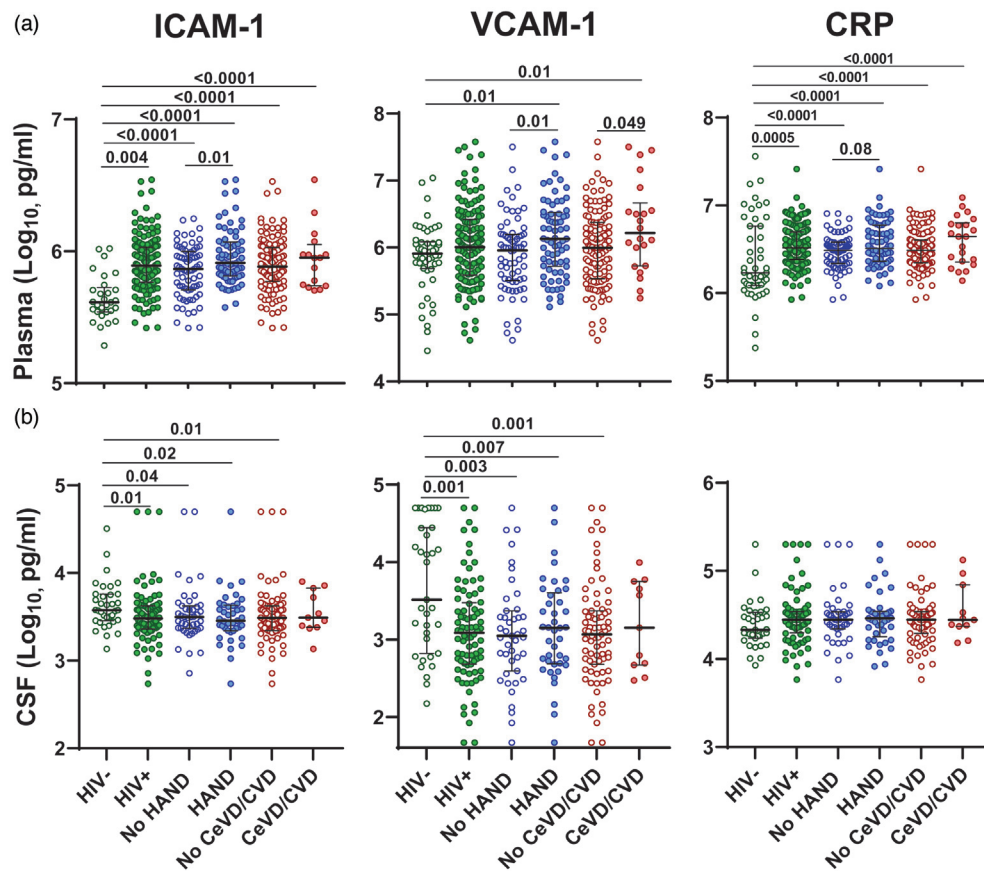 (a)
ICAM-1
VCAM-1
CRP
Plasma (Log10, pg/ml)
7
6
5
<0.0001
<0.0001
<0.0001
<0.0001
0.004
0.01
8
7
6
5
4
0.01
0.01
0.01
0.049
8
7
6
5
<0.0001
<0.0001
<0.0001
<0.0001
0.0005
0.08
(b)
CSF (Log10, pg/ml)
5
4
3
2
0.01
0.02
0.04
0.01
5
4
3
2
0.001
0.007
0.003
0.001
6
5
4
3
HIV-
HIV+
No HAND
HAND
No CeVD/CVD
CeVD/CVD
HIV-
HIV+
No HAND
HAND
No CeVD/CVD
CeVD/CVD
HIV-
HIV+
No HAND
HAND
No CeVD/CVD
CeVD/CVD